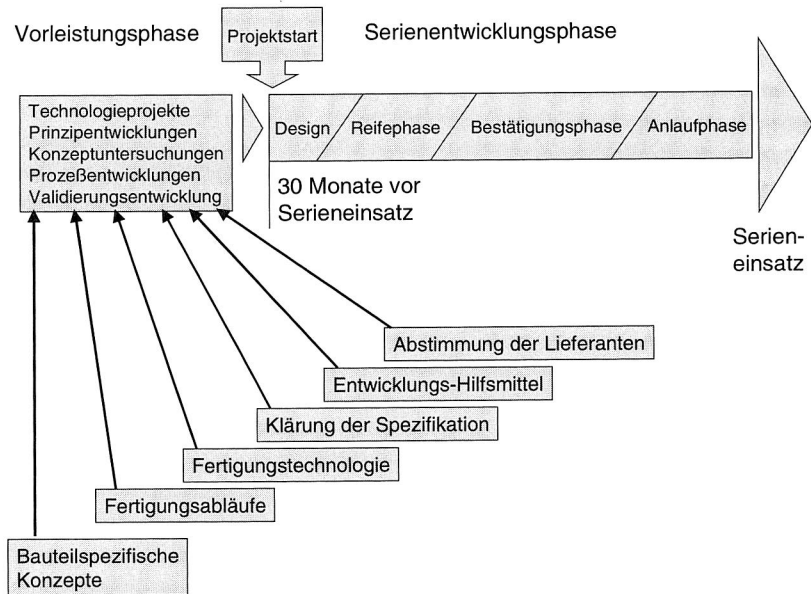 Vorleistungsphase
Projektstart
Serienentwicklungsphase
Technologieprojekte
Prinzipentwicklungen
Konzeptuntersuchungen
Prozeßentwicklungen
Validierungsentwicklung
Design
Reifephase
Bestätigungsphase
Anlaufphase
30 Monate vor
Serieneinsatz
Serien-
einsatz
Abstimmung der Lieferanten
Entwicklungs-Hilfsmittel
Klärung der Spezifikation
Fertigungstechnologie
Fertigungsabläufe
Bauteilspezifische
Konzepte